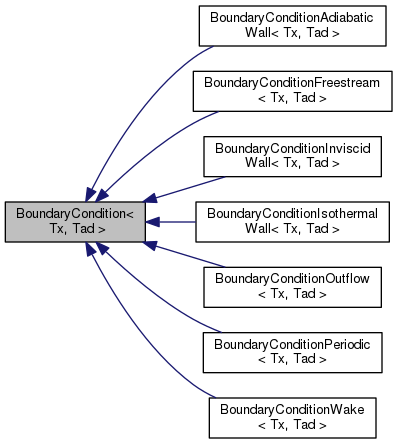 BoundaryConditionAdiabatic
Wall< Tx, Tad >
BoundaryConditionFreestream
< Tx, Tad >
BoundaryConditionInviscid
Wall< Tx, Tad >
BoundaryCondition<
Tx, Tad >
BoundaryConditionIsothermal
Wall< Tx, Tad >
BoundaryConditionOutflow
< Tx, Tad >
BoundaryConditionPeriodic
< Tx, Tad >
BoundaryConditionWake
< Tx, Tad >